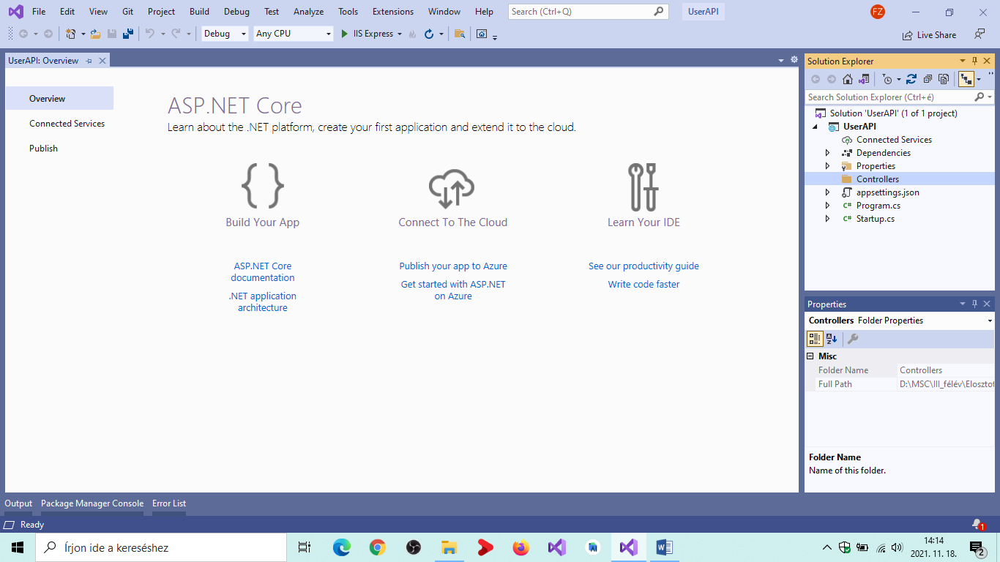 File Edit View Git Project Build Debug Test Analyze Tools Extensions Window Help Search (Ctrl+Q) UserAPI FZ
Debug Any CPU IIS Express Live Share
UserAPI: Overview
Overview
Connected Services
Publish
ASP.NET Core
Learn about the .NET platform, create your first application and extend it to the cloud.
Build Your App
Connect To The Cloud
Learn Your IDE
ASP.NET Core
documentation
.NET application
architecture
Publish your app to Azure
Get started with ASP.NET
on Azure
See our productivity guide
Write code faster
Solution Explorer
Search Solution Explorer (Ctrl+é)
Solution 'UserAPI' (1 of 1 project)
UserAPI
Connected Services
Dependencies
Properties
Controllers
appsettings.json
C# Program.cs
C# Startup.cs
Properties
Controllers Folder Properties
Misc
Folder Name Controllers
Full Path D:\MSC\III_félév\Elosztot
Folder Name
Name of this folder.
Output Package Manager Console Error List
Ready 1
Írjon ide a kereséshez
14:14
2021. 11. 18.
2